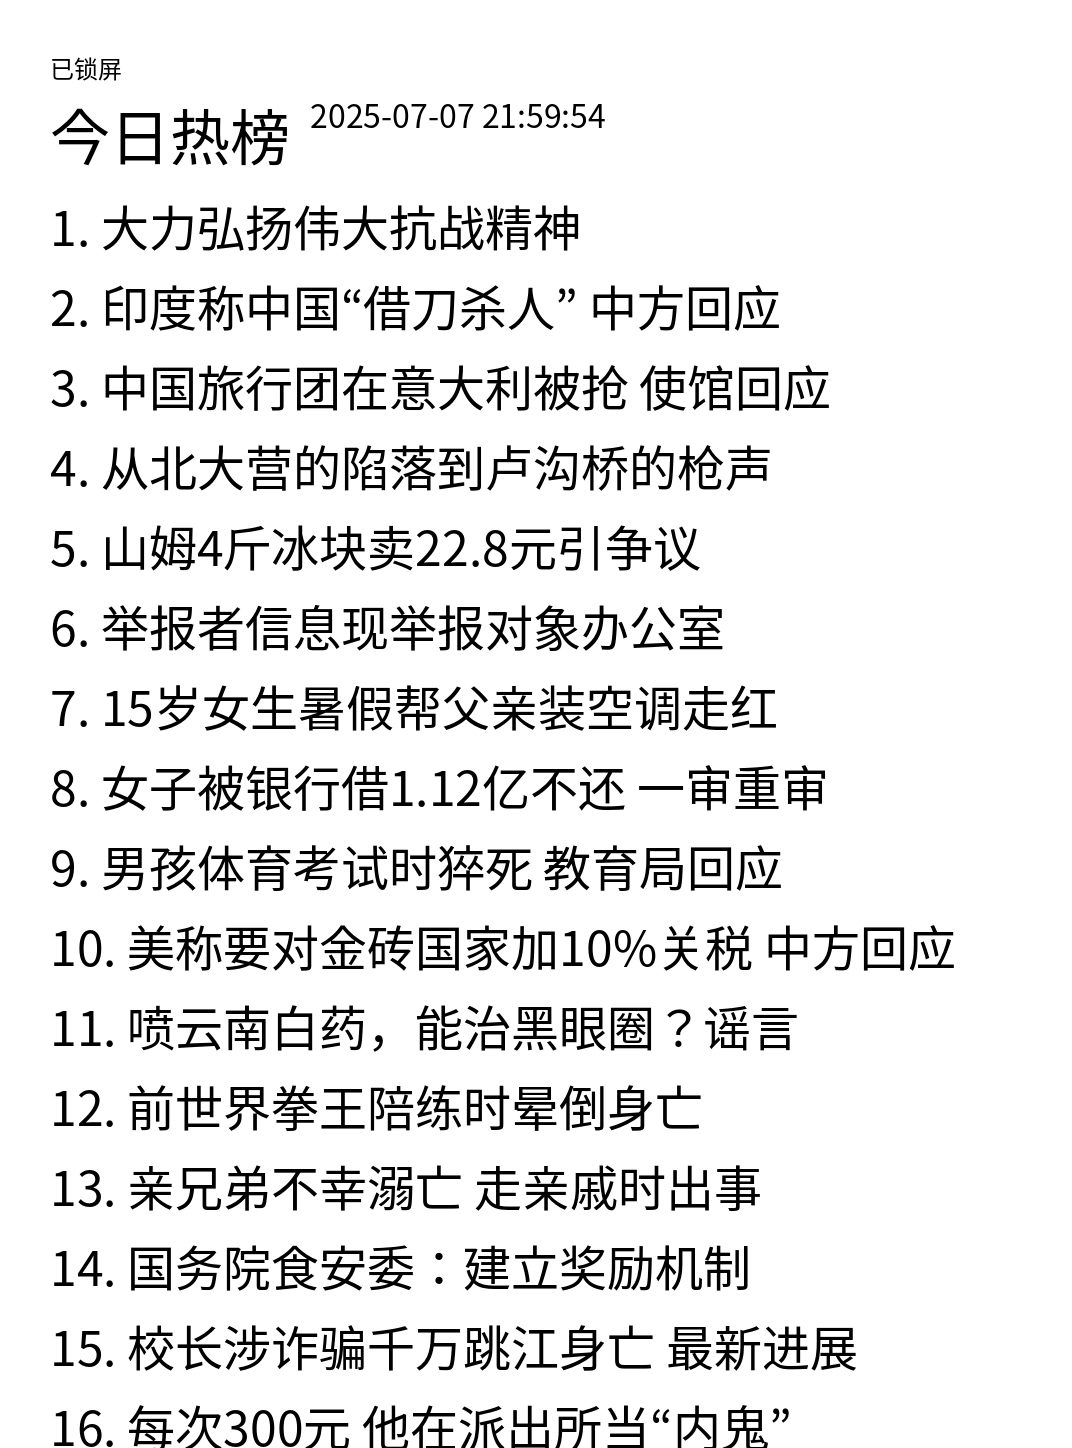 已锁屏
今日热榜 2025-07-07 21:59:54
1. 大力弘扬伟大抗战精神
2. 印度称中国“借刀杀人” 中方回应
3. 中国旅行团在意大利被抢 使馆回应
4. 从北大营的陷落到卢沟桥的枪声
5. 山姆4斤冰块卖22.8元引争议
6. 举报者信息现举报对象办公室
7. 15岁女生暑假帮父亲装空调走红
8. 女子被银行借1.12亿不还 一审重审
9. 男孩体育考试时猝死 教育局回应
10. 美称要对金砖国家加10%关税 中方回应
11. 喷云南白药，能治黑眼圈？谣言
12. 前世界拳王陪练时晕倒身亡
13. 亲兄弟不幸溺亡 走亲戚时出事
14. 国务院食安委：建立奖励机制
15. 校长涉诈骗千万跳江身亡 最新进展
16. 每次300元 他在派出所当“内鬼”